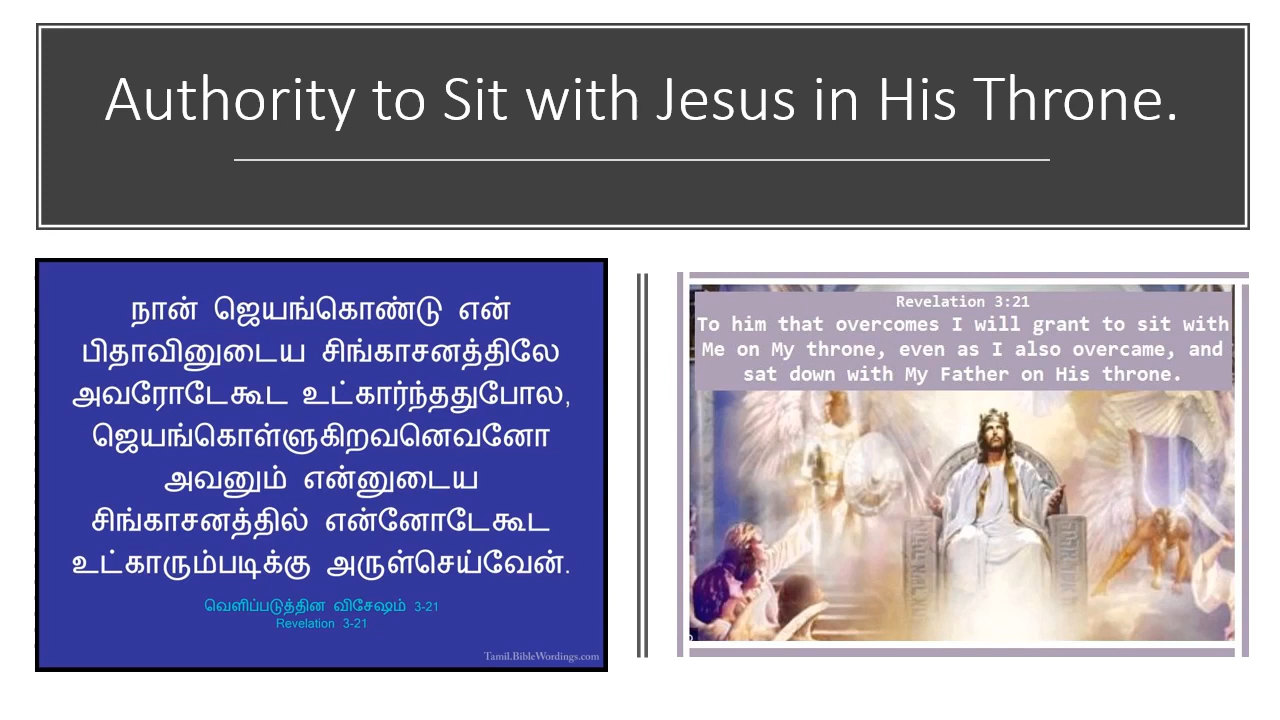 Authority to Sit with Jesus in His Throne.
நான் ஜெயங்கொண்டு என்
பிதாவினுடைய சிங்காசனத்திலே
அவரோடேகூட உட்கார்ந்ததுபோல,
ஜெயங்கொள்ளுகிறவனெவனோ
அவனும் என்னுடைய
சிங்காசனத்தில் என்னோடேகூட
உட்காரும்படிக்கு அருள்செய்வேன்.
வெளிப்படுத்தின விசேஷம் 3-21
Revelation 3-21
Tamil.BibleWordings.com
Revelation 3:21
To him that overcomes I will grant to sit with
Me on My throne, even as I also overcame, and
sat down with My Father on His throne.